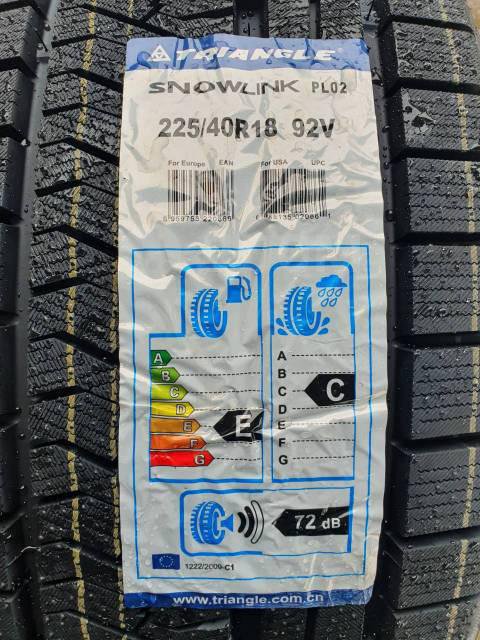 TRIANGLE
SNOWLINK PL02
225/40R18 92V
For Europe EAN
For USA UPC
A
B
C
D
E
F
G
E
A
B
C
D
E
F
G
C
72 dB
1222/2009-C1
www.triangle.com.cn